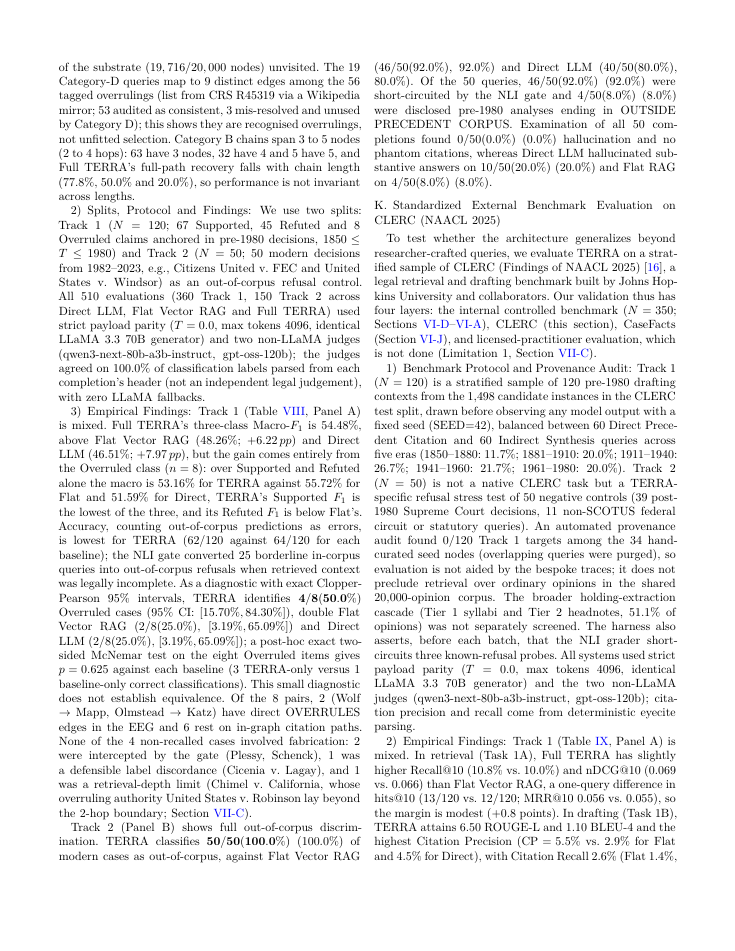 of the substrate (19, 716/20, 000 nodes) unvisited. The 19
Category-D queries map to 9 distinct edges among the 56
tagged overrulings (list from CRS R45319 via a Wikipedia
mirror; 53 audited as consistent, 3 mis-resolved and unused
by Category D); this shows they are recognised overrulings,
not unfitted selection. Category B chains span 3 to 5 nodes
(2 to 4 hops): 63 have 3 nodes, 32 have 4 and 5 have 5, and
Full TERRA's full-path recovery falls with chain length
(77.8%, 50.0% and 20.0%), so performance is not invariant
across lengths.
2) Splits, Protocol and Findings: We use two splits:
Track 1 (N = 120; 67 Supported, 45 Refuted and 8
Overruled claims anchored in pre-1980 decisions, 1850 ≤
T ≤ 1980) and Track 2 (N = 50; 50 modern decisions
from 1982–2023, e.g., Citizens United v. FEC and United
States v. Windsor) as an out-of-corpus refusal control.
All 510 evaluations (360 Track 1, 150 Track 2 across
Direct LLM, Flat Vector RAG and Full TERRA) used
strict payload parity (T = 0.0, max tokens 4096, identical
LLaMA 3.3 70B generator) and two non-LLaMA judges
(qwen3-next-80b-a3b-instruct, gpt-oss-120b); the judges
agreed on 100.0% of classification labels parsed from each
completion's header (not an independent legal judgement),
with zero LLaMA fallbacks.
3) Empirical Findings: Track 1 (Table VIII, Panel A)
is mixed. Full TERRA's three-class Macro-F1 is 54.48%,
above Flat Vector RAG (48.26%; +6.22 pp) and Direct
LLM (46.51%; +7.97 pp), but the gain comes entirely from
the Overruled class (n = 8): over Supported and Refuted
alone the macro is 53.16% for TERRA against 55.72% for
Flat and 51.59% for Direct, TERRA's Supported F1 is
the lowest of the three, and its Refuted F1 is below Flat's.
Accuracy, counting out-of-corpus predictions as errors,
is lowest for TERRA (62/120 against 64/120 for each
baseline); the NLI gate converted 25 borderline in-corpus
queries into out-of-corpus refusals when retrieved context
was legally incomplete. As a diagnostic with exact Clopper-
Pearson 95% intervals, TERRA identifies 4/8(50.0%)
Overruled cases (95% CI: [15.70%, 84.30%]), double Flat
Vector RAG (2/8(25.0%), [3.19%, 65.09%]) and Direct
LLM (2/8(25.0%), [3.19%, 65.09%]); a post-hoc exact two-
sided McNemar test on the eight Overruled items gives
p = 0.625 against each baseline (3 TERRA-only versus 1
baseline-only correct classifications). This small diagnostic
does not establish equivalence. Of the 8 pairs, 2 (Wolf
→ Mapp, Olmstead → Katz) have direct OVERRULES
edges in the EEG and 6 rest on in-graph citation paths.
None of the 4 non-recalled cases involved fabrication: 2
were intercepted by the gate (Plessy, Schenck), 1 was
a defensible label discordance (Cicenia v. Lagay), and 1
was a retrieval-depth limit (Chimel v. California, whose
overruling authority United States v. Robinson lay beyond
the 2-hop boundary; Section VII-C).
Track 2 (Panel B) shows full out-of-corpus discrim-
ination. TERRA classifies 50/50(100.0%) (100.0%) of
modern cases as out-of-corpus, against Flat Vector RAG
(46/50(92.0%), 92.0%) and Direct LLM (40/50(80.0%),
80.0%). Of the 50 queries, 46/50(92.0%) (92.0%) were
short-circuited by the NLI gate and 4/50(8.0%) (8.0%)
were disclosed pre-1980 analyses ending in OUTSIDE
PRECEDENT CORPUS. Examination of all 50 com-
pletions found 0/50(0.0%) (0.0%) hallucination and no
phantom citations, whereas Direct LLM hallucinated sub-
stantive answers on 10/50(20.0%) (20.0%) and Flat RAG
on 4/50(8.0%) (8.0%).
K. Standardized External Benchmark Evaluation on
CLERC (NAACL 2025)
To test whether the architecture generalizes beyond
researcher-crafted queries, we evaluate TERRA on a strat-
ified sample of CLERC (Findings of NAACL 2025) [16], a
legal retrieval and drafting benchmark built by Johns Hop-
kins University and collaborators. Our validation thus has
four layers: the internal controlled benchmark (N = 350;
Sections VI-D–VI-A), CLERC (this section), CaseFacts
(Section VI-J), and licensed-practitioner evaluation, which
is not done (Limitation 1, Section VII-C).
1) Benchmark Protocol and Provenance Audit: Track 1
(N = 120) is a stratified sample of 120 pre-1980 drafting
contexts from the 1,498 candidate instances in the CLERC
test split, drawn before observing any model output with a
fixed seed (SEED=42), balanced between 60 Direct Prece-
dent Citation and 60 Indirect Synthesis queries across
five eras (1850–1880: 11.7%; 1881–1910: 20.0%; 1911–1940:
26.7%; 1941–1960: 21.7%; 1961–1980: 20.0%). Track 2
(N = 50) is not a native CLERC task but a TERRA-
specific refusal stress test of 50 negative controls (39 post-
1980 Supreme Court decisions, 11 non-SCOTUS federal
circuit or statutory queries). An automated provenance
audit found 0/120 Track 1 targets among the 34 hand-
curated seed nodes (overlapping queries were purged), so
evaluation is not aided by the bespoke traces; it does not
preclude retrieval over ordinary opinions in the shared
20,000-opinion corpus. The broader holding-extraction
cascade (Tier 1 syllabi and Tier 2 headnotes, 51.1% of
opinions) was not separately screened. The harness also
asserts, before each batch, that the NLI grader short-
circuits three known-refusal probes. All systems used strict
payload parity (T = 0.0, max tokens 4096, identical
LLaMA 3.3 70B generator) and the two non-LLaMA
judges (qwen3-next-80b-a3b-instruct, gpt-oss-120b); cita-
tion precision and recall come from deterministic eyecite
parsing.
2) Empirical Findings: Track 1 (Table IX, Panel A) is
mixed. In retrieval (Task 1A), Full TERRA has slightly
higher Recall@10 (10.8% vs. 10.0%) and nDCG@10 (0.069
vs. 0.066) than Flat Vector RAG, a one-query difference in
hits@10 (13/120 vs. 12/120; MRR@10 0.056 vs. 0.055), so
the margin is modest (+0.8 points). In drafting (Task 1B),
TERRA attains 6.50 ROUGE-L and 1.10 BLEU-4 and the
highest Citation Precision (CP = 5.5% vs. 2.9% for Flat
and 4.5% for Direct), with Citation Recall 2.6% (Flat 1.4%,